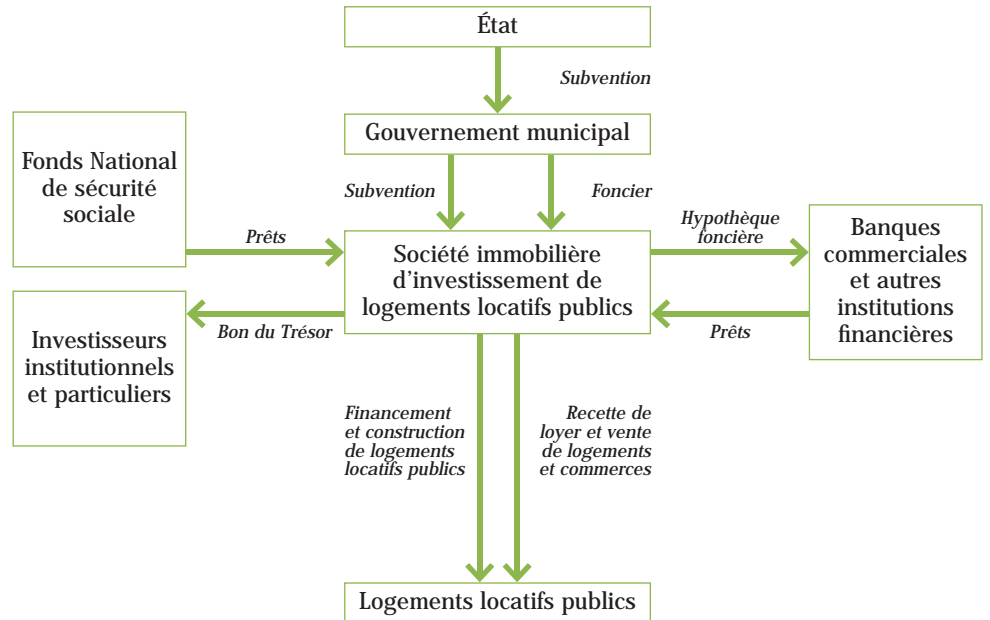 État
Subvention
Gouvernement municipal
Fonds National
de sécurité
sociale
Subvention
Foncier
Prêts
Hypothèque
foncière
Société immobilière
d'investissement de
logements locatifs publics
Banques
commerciales
et autres
institutions
financières
Bon du Trésor
Prêts
Investisseurs
institutionnels
et particuliers
Financement
et construction
de logements
locatifs publics
Recette de
loyer et vente
de logements
et commerces
Logements locatifs publics